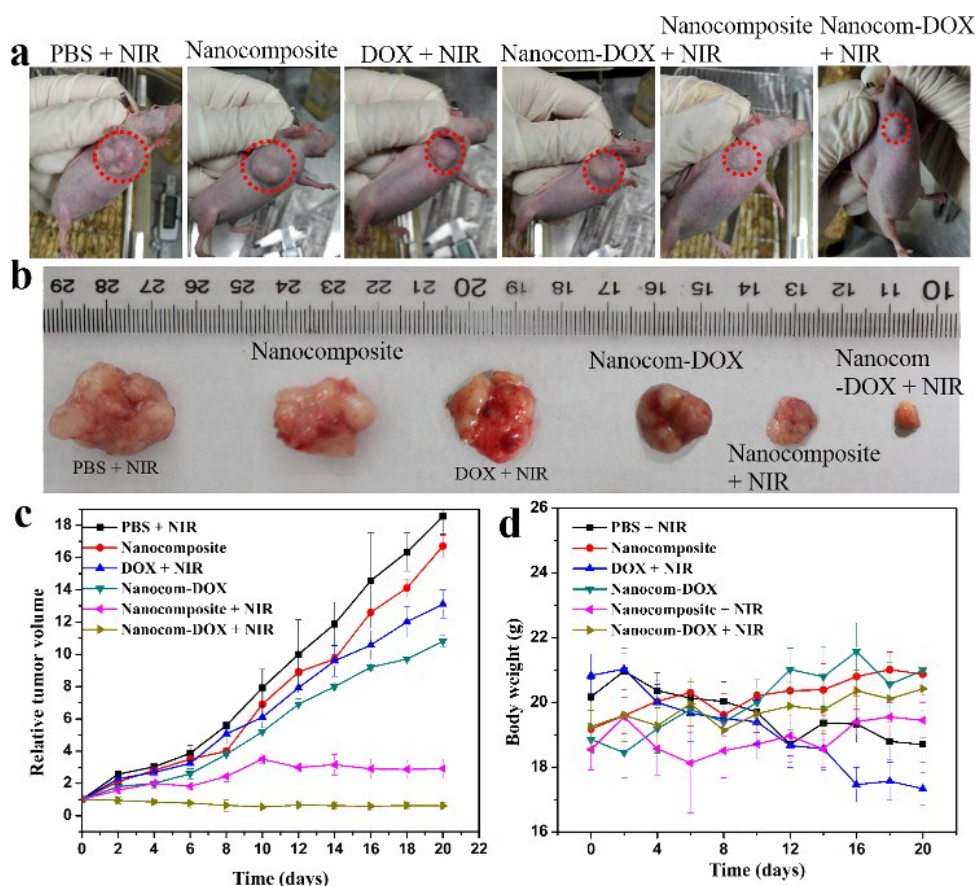 a
PBS + NIR
Nanocomposite
DOX + NIR
Nanocom-DOX
Nanocomposite
+ NIR
Nanocom-DOX
+ NIR
b
29 28 27 26 25 24 23 22 21 20 19 18 17 16 15 14 13 12 11 10
Nanocomposite
Nanocom-DOX
Nanocom
-DOX + NIR
PBS + NIR
DOX + NIR
Nanocomposite
+ NIR
c
Relative tumor volume
18
16
14
12
10
8
6
4
2
0
PBS + NIR
Nanocomposite
DOX + NIR
Nanocom-DOX
Nanocomposite + NIR
Nanocom-DOX + NIR
0 2 4 6 8 10 12 14 16 18 20 22
Time (days)
d
Body weight (g)
26
24
22
20
18
16
PBS + NIR
Nanocomposite
DOX + NIR
Nanocom-DOX
Nanocomposite + NIR
Nanocom-DOX + NIR
0 4 8 12 16 20
Time (days)